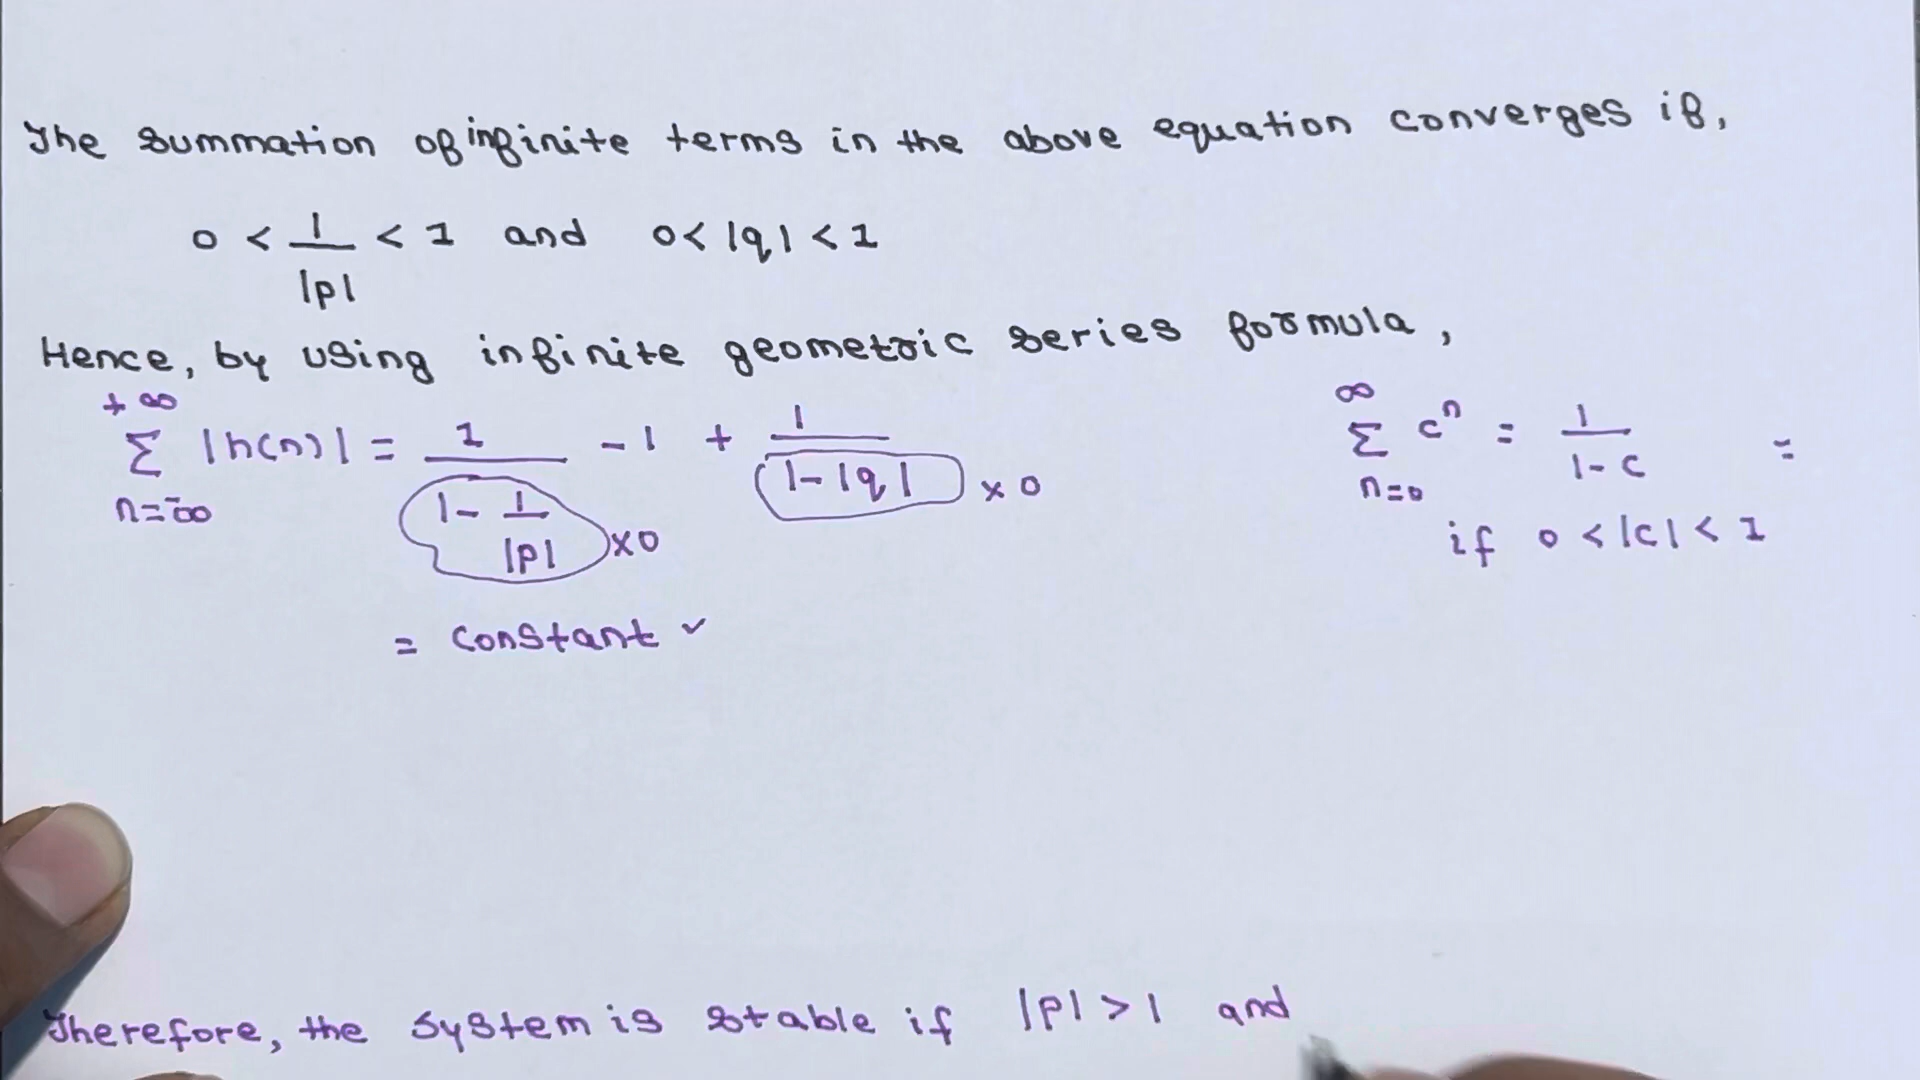 The summation of infinite terms in the above equation converges if,
0 < 1/|p| < 1 and 0 < |q| < 1
Hence, by using infinite geometric series formula,
+∞ Σ n=-∞ |h(n)| = 1/(1 - 1/|p|) ×0 - 1 + 1/(1-|q|) ×0
= constant ✓
∞ Σ n=0 cⁿ = 1/(1-c) =
if 0 < |c| < 1
Therefore, the system is stable if |p| > 1 and